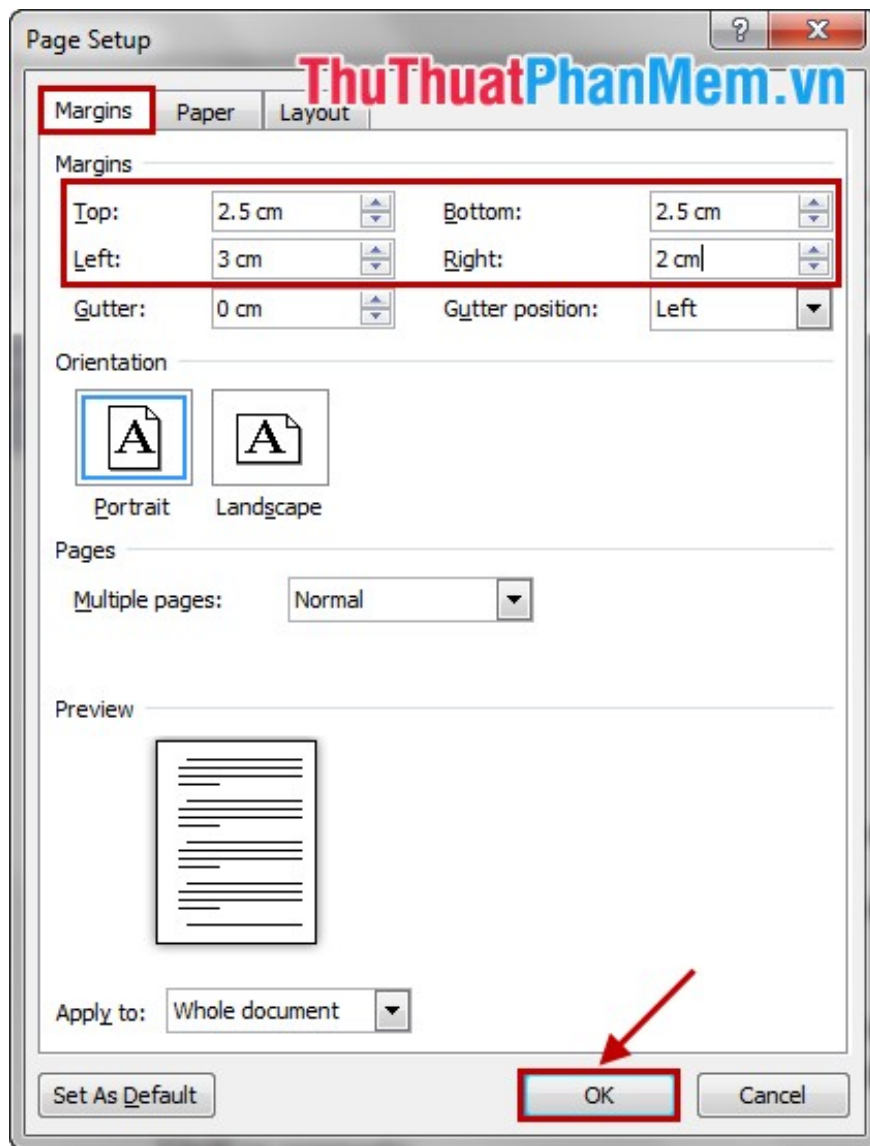 Page Setup
ThuThuatPhanMem.vn
Margins Paper Layout
Margins
Top: 2.5 cm Bottom: 2.5 cm
Left: 3 cm Right: 2 cm
Gutter: 0 cm Gutter position: Left
Orientation
A A
Portrait Landscape
Pages
Multiple pages: Normal
Preview
Apply to: Whole document
Set As Default OK Cancel